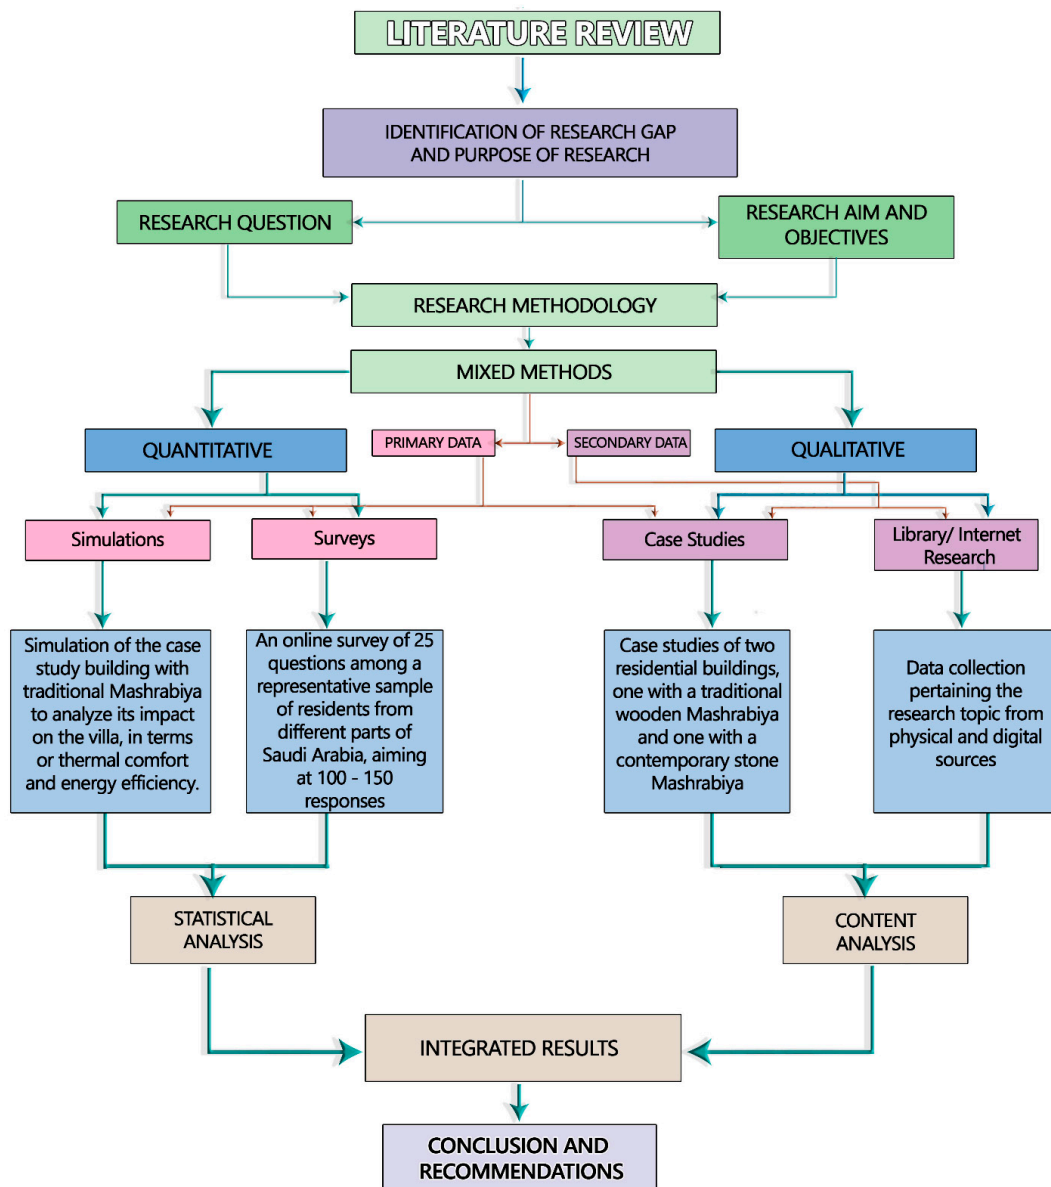 LITERATURE REVIEW
IDENTIFICATION OF RESEARCH GAP
AND PURPOSE OF RESEARCH
RESEARCH QUESTION
RESEARCH AIM AND
OBJECTIVES
RESEARCH METHODOLOGY
MIXED METHODS
QUANTITATIVE
PRIMARY DATA
SECONDARY DATA
QUALITATIVE
Simulations
Surveys
Case Studies
Library/ Internet
Research
Simulation of the case
study building with
traditional Mashrabiya
to analyze its impact
on the villa, in terms
or thermal comfort
and energy efficiency.
An online survey of 25
questions among a
representative sample
of residents from
different parts of
Saudi Arabia, aiming
at 100 - 150
responses
Case studies of two
residential buildings,
one with a traditional
wooden Mashrabiya
and one with a
contemporary stone
Mashrabiya
Data collection
pertaining the
research topic from
physical and digital
sources
STATISTICAL
ANALYSIS
CONTENT
ANALYSIS
INTEGRATED RESULTS
CONCLUSION AND
RECOMMENDATIONS